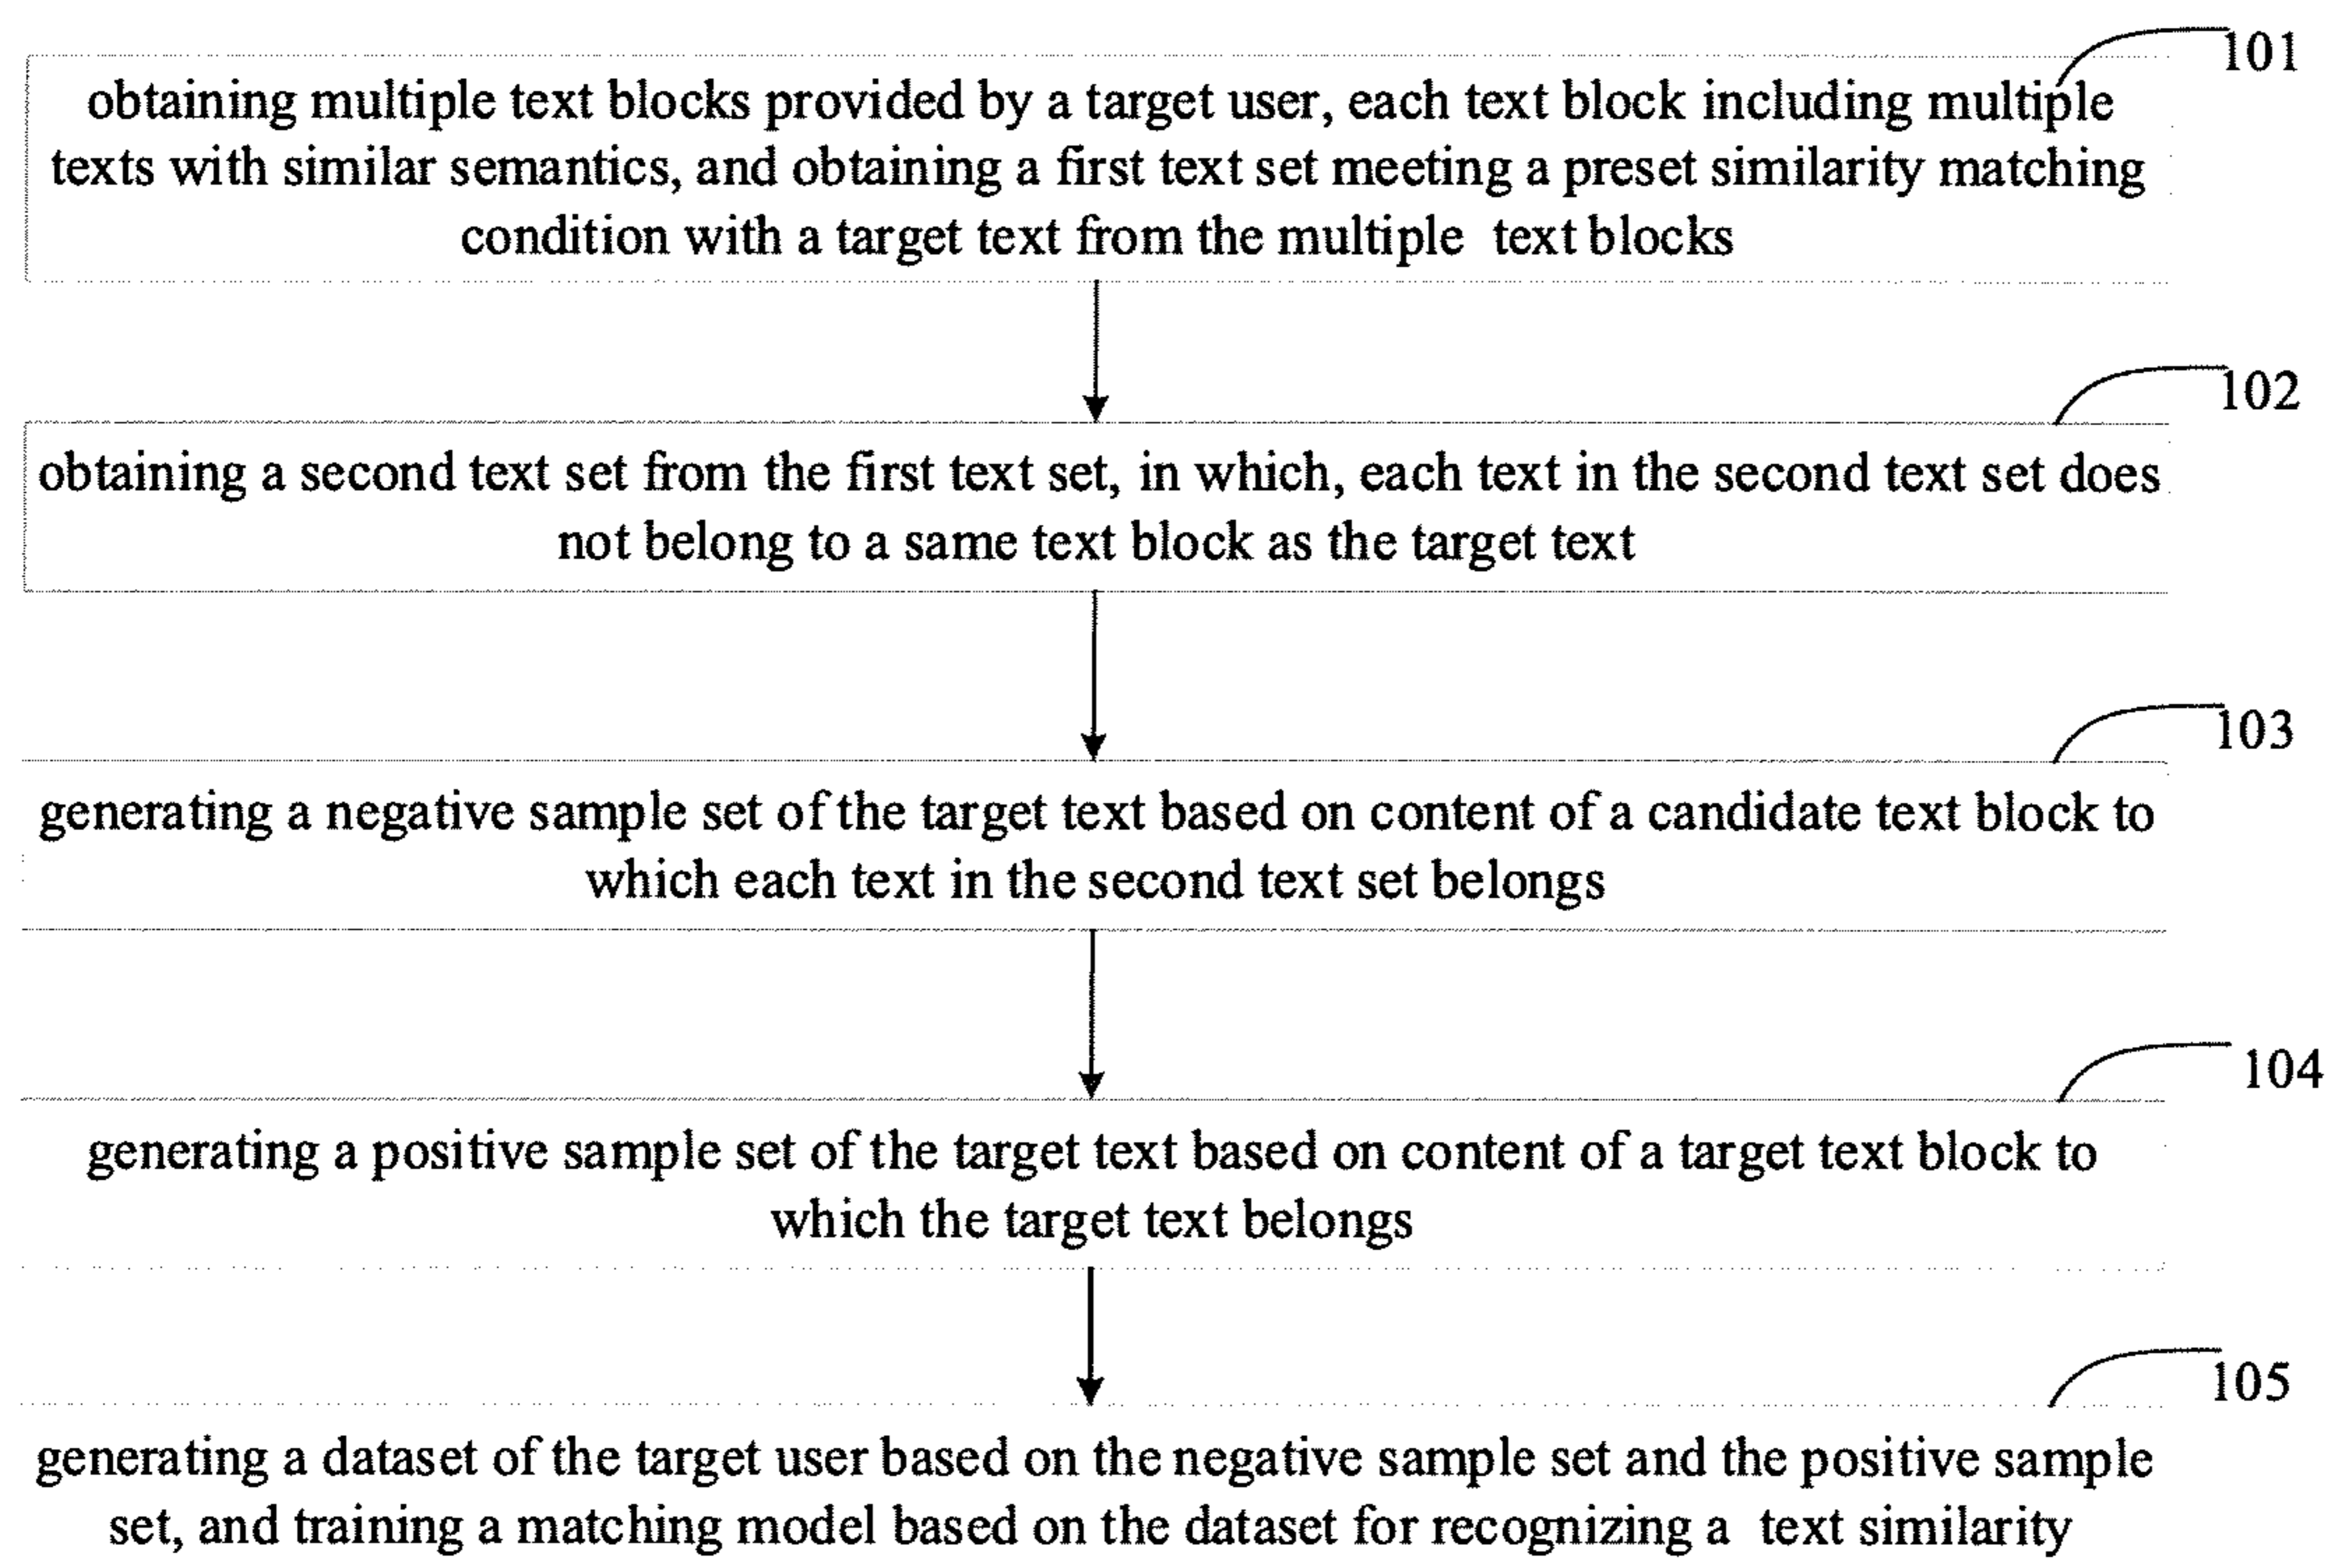 101
obtaining multiple text blocks provided by a target user, each text block including multiple
texts with similar semantics, and obtaining a first text set meeting a preset similarity matching
condition with a target text from the multiple text blocks
102
obtaining a second text set from the first text set, in which, each text in the second text set does
not belong to a same text block as the target text
103
generating a negative sample set of the target text based on content of a candidate text block to
which each text in the second text set belongs
104
generating a positive sample set of the target text based on content of a target text block to
which the target text belongs
105
generating a dataset of the target user based on the negative sample set and the positive sample
set, and training a matching model based on the dataset for recognizing a text similarity